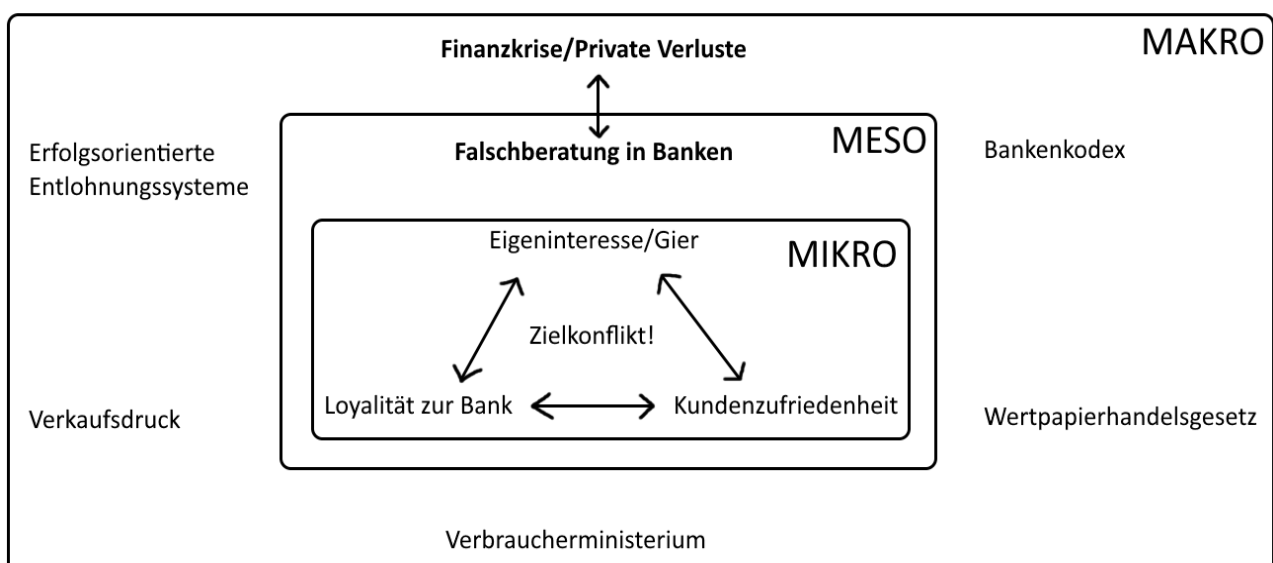 MAKRO
Finanzkrise/Private Verluste
MESO
Falschberatung in Banken
Erfolgsorientierte
Entlohnungssysteme
Bankenkodex
MIKRO
Eigeninteresse/Gier
Zielkonflikt!
Loyalität zur Bank
Kundenzufriedenheit
Verkaufsdruck
Wertpapierhandelsgesetz
Verbraucherministerium